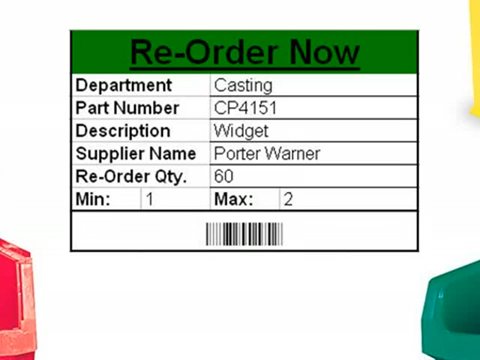 Re-Order Now
Department Casting
Part Number CP4151
Description Widget
Supplier Name Porter Warner
Re-Order Qty. 60
Min: 1 Max: 2